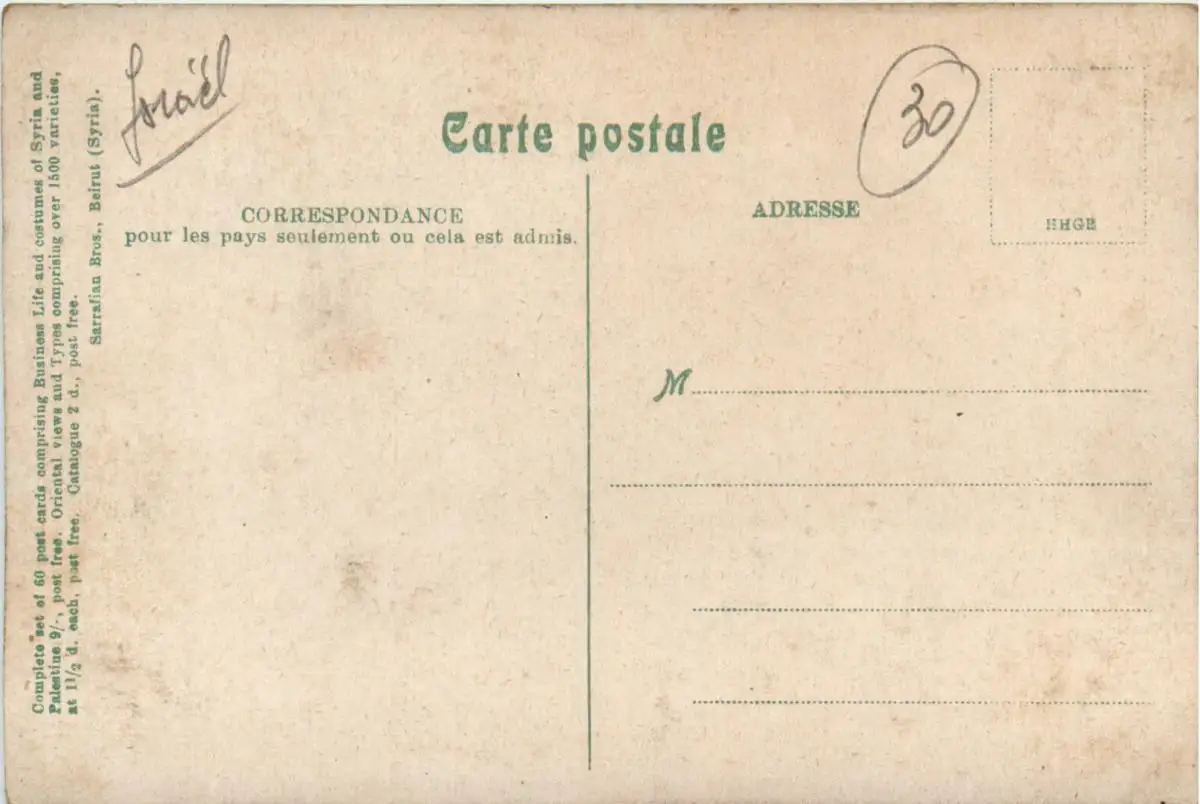 Israël
Carte postale
30
CORRESPONDANCE
pour les pays seulement ou cela est admis.
ADRESSE
HHGB
M
Complete set of 60 post cards comprising Business Life and costumes of Syria and
Palestine 9/-, post free. Oriental views and Types comprising over 1500 varieties,
at 1 1/2 d. each, post free. Catalogue 2 d., post free.
Sarrafian Bros., Beirut (Syria).